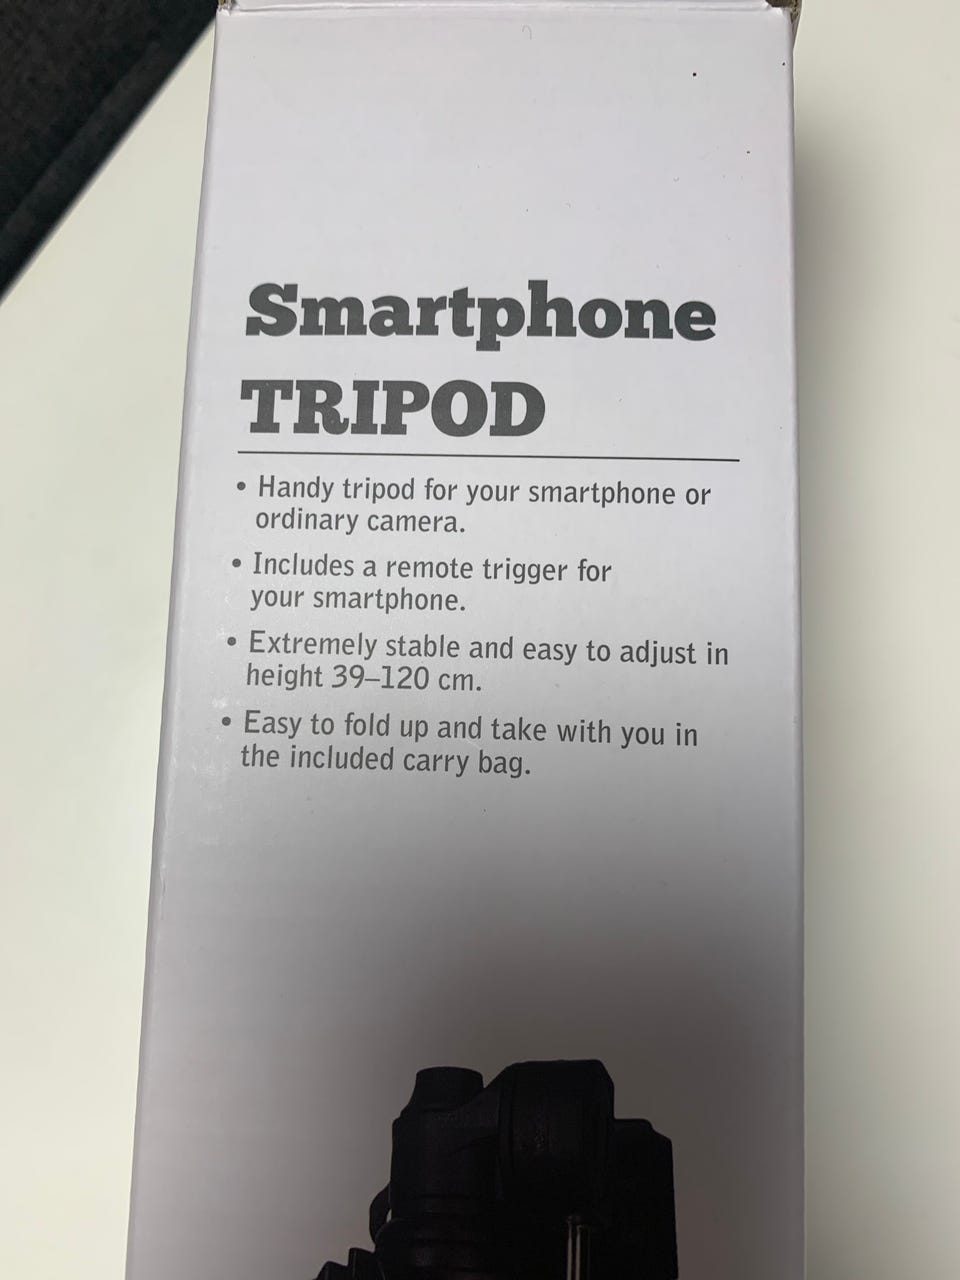 Smartphone
TRIPOD
• Handy tripod for your smartphone or
ordinary camera.
• Includes a remote trigger for
your smartphone.
• Extremely stable and easy to adjust in
height 39–120 cm.
• Easy to fold up and take with you in
the included carry bag.